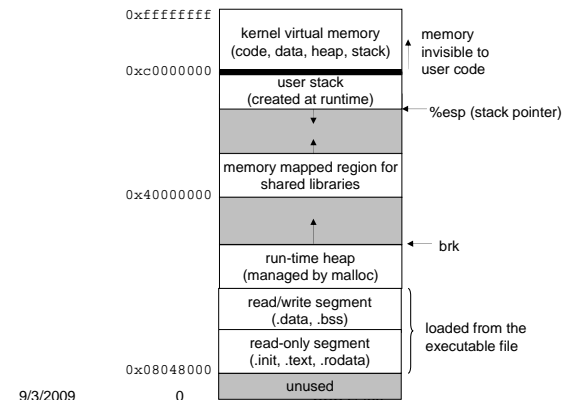 0xffffffff
kernel virtual memory
(code, data, heap, stack)
memory
invisible to
user code
0xc0000000
user stack
(created at runtime)
%esp (stack pointer)
memory mapped region for
shared libraries
0x40000000
brk
run-time heap
(managed by malloc)
read/write segment
(.data, .bss)
loaded from the
executable file
read-only segment
(.init, .text, .rodata)
0x08048000
unused
9/3/2009
0